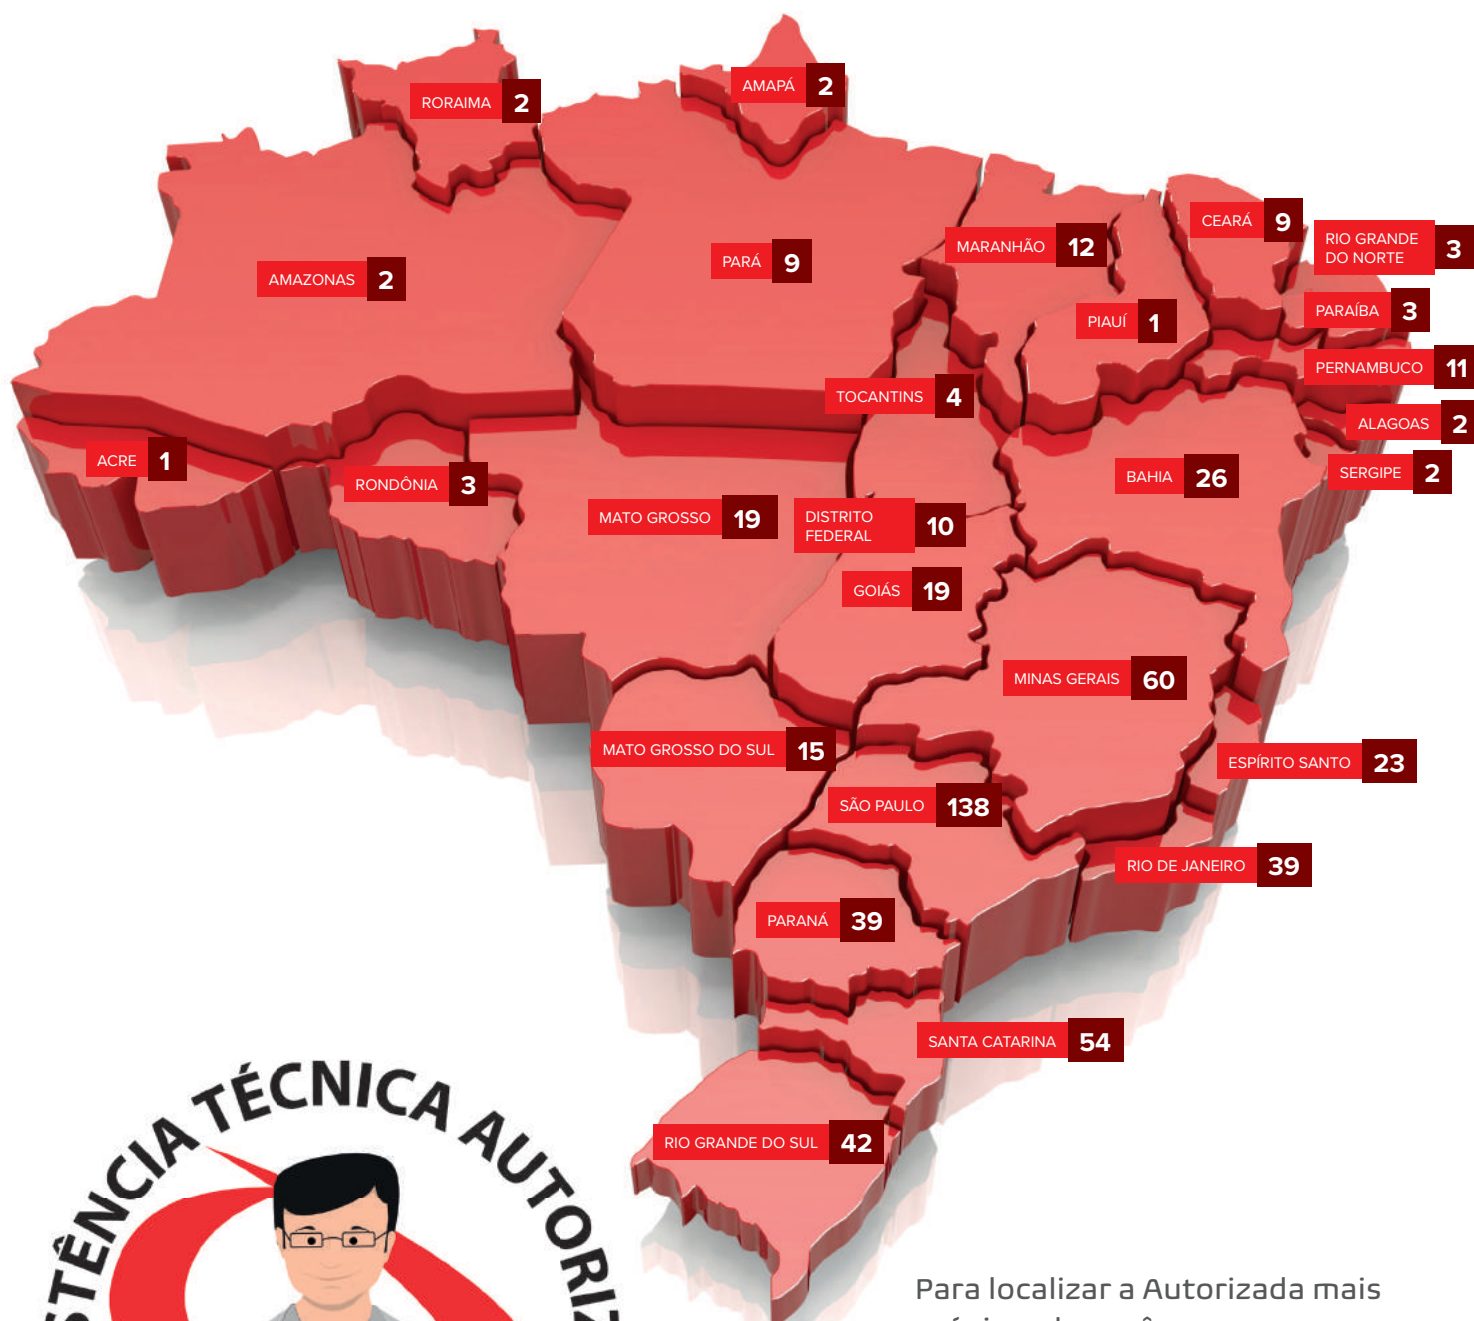 AMAPÁ 2
RORAIMA 2
CEARÁ 9
RIO GRANDE
DO NORTE 3
MARANHÃO 12
PARÁ 9
AMAZONAS 2
PARAÍBA 3
PIAUÍ 1
PERNAMBUCO 11
TOCANTINS 4
ALAGOAS 2
ACRE 1
SERGIPE 2
BAHIA 26
RONDÔNIA 3
MATO GROSSO 19
DISTRITO
FEDERAL 10
GOIÁS 19
MINAS GERAIS 60
MATO GROSSO DO SUL 15
ESPÍRITO SANTO 23
SÃO PAULO 138
RIO DE JANEIRO 39
PARANÁ 39
SANTA CATARINA 54
RIO GRANDE DO SUL 42
STÊNCIA TÉCNICA AUTORIZ
Para localizar a Autorizada mais